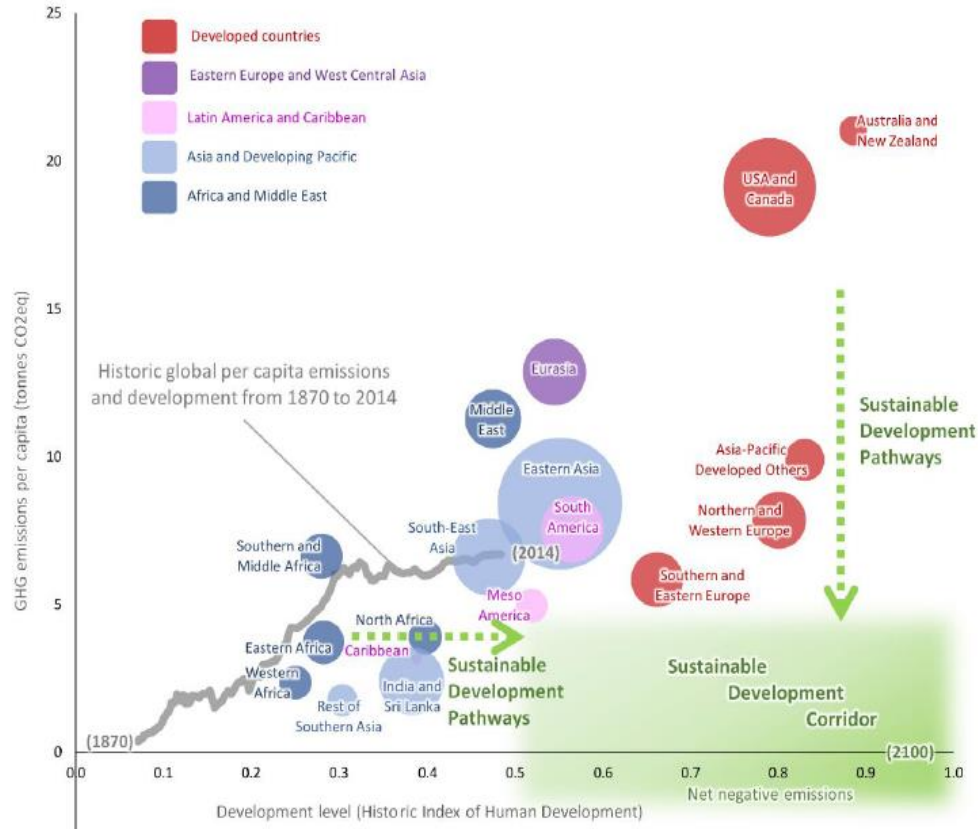 25
20
15
10
5
0
GHG emissions per capita (tonnes CO2eq)
Developed countries
Eastern Europe and West Central Asia
Latin America and Caribbean
Asia and Developing Pacific
Africa and Middle East
Australia and
New Zealand
USA and
Canada
Historic global per capita emissions
and development from 1870 to 2014
Eurasia
Middle
East
Sustainable
Development
Pathways
Asia-Pacific
Developed Others
Eastern Asia
South
America
Northern and
Western Europe
South-East
Asia
(2014)
Southern and
Middle Africa
Southern and
Eastern Europe
Meso
America
North Africa
Eastern Africa
Caribbean
Western
Africa
India and
Sri Lanka
Rest of
Southern Asia
Sustainable
Development
Pathways
Sustainable
Development
Corridor
(1870)
(2100)
0.0 0.1 0.2 0.3 0.4 0.5 0.6 0.7 0.8 0.9 1.0
Net negative emissions
Development level (Historic Index of Human Development)